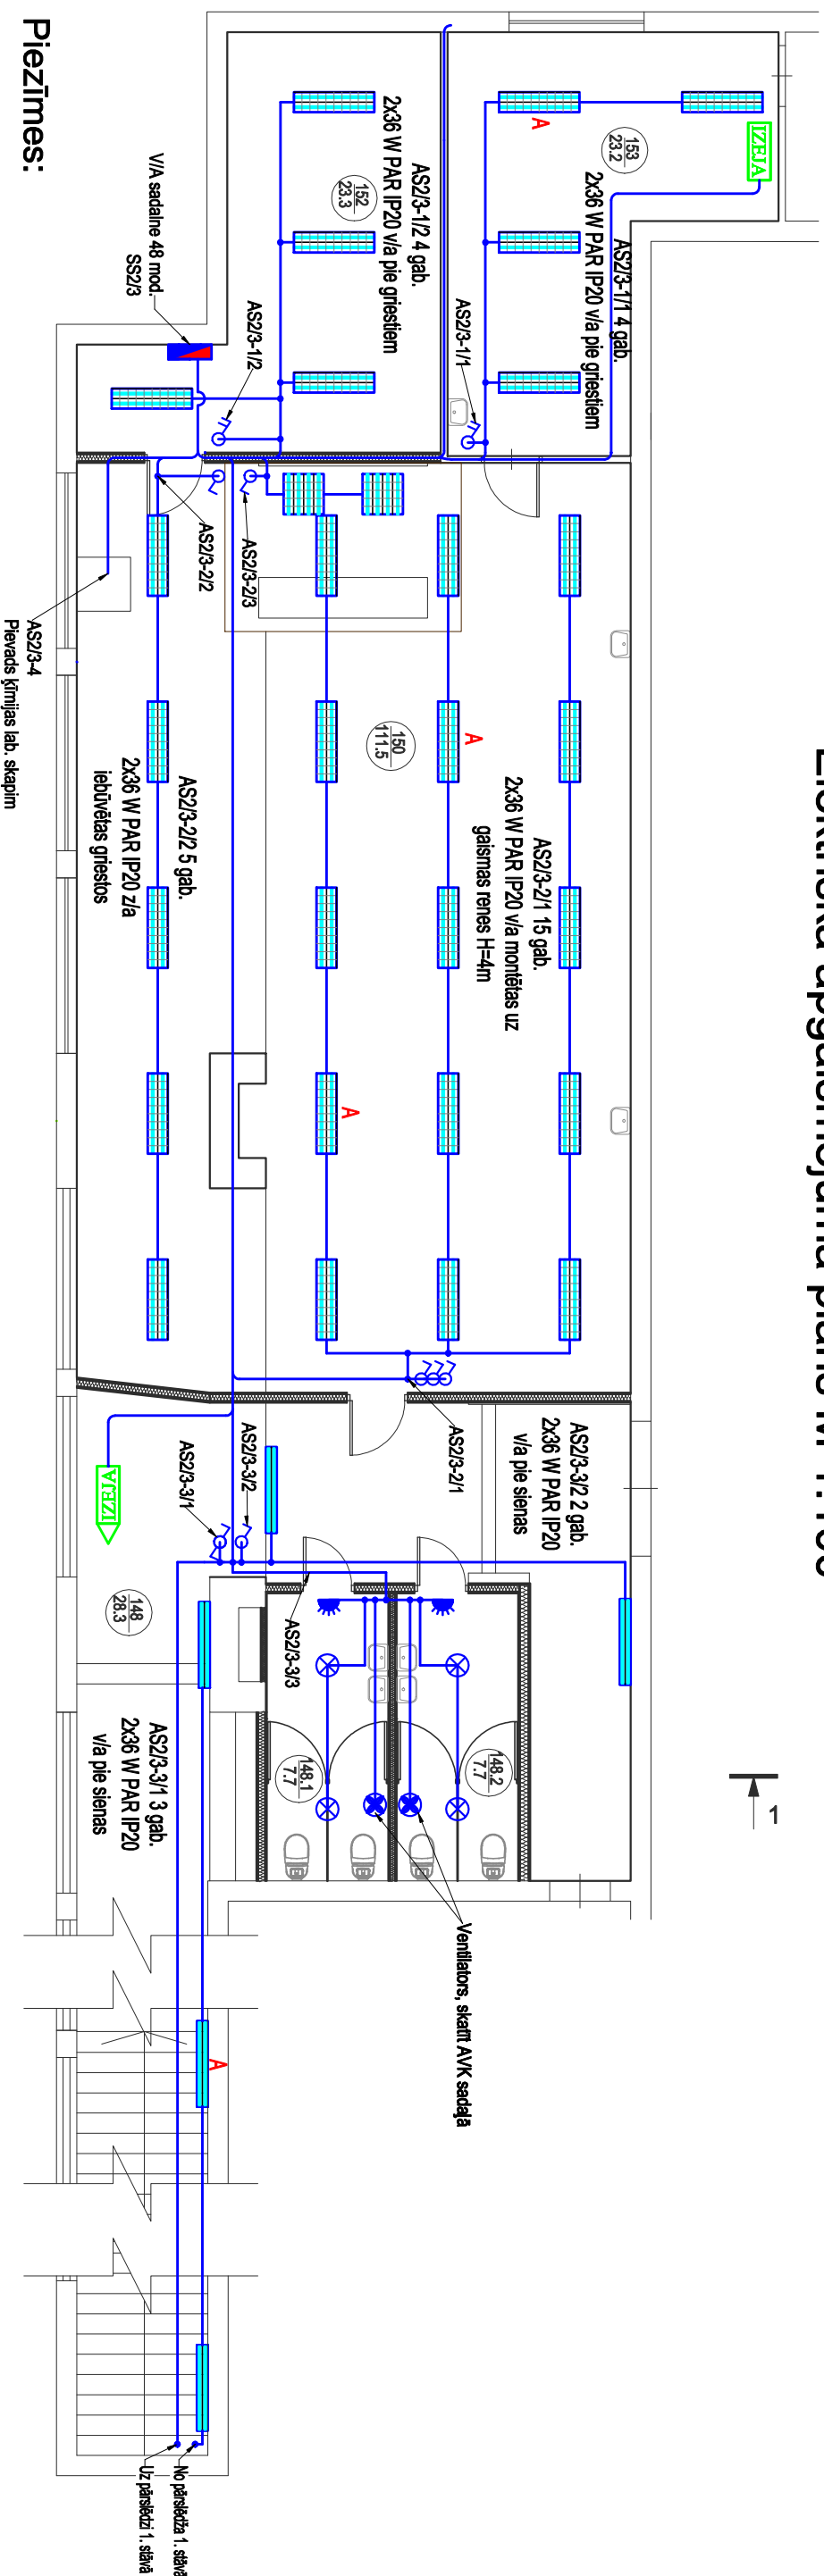 Piezīmes:
IZEJA
153
23.2
AS2/3-1/1 4 gab.
2x36 W PAR IP20 v/a pie griestiem
A
AS2/3-1/1
AS2/3-1/2 4 gab.
2x36 W PAR IP20 v/a pie griestiem
152
23.3
AS2/3-1/2
V/A sadalne 48 mod.
SS2/3
AS2/3-2/3
AS2/3-2/2
AS2/3-4
Pievads ķīmijas lab. skapim
150
111.5
A
AS2/3-2/1 15 gab.
2x36 W PAR IP20 v/a montētas uz
gaismas renes H=4m
A
AS2/3-2/2 5 gab.
2x36 W PAR IP20 z/a
iebūvētas griestos
AS2/3-2/1
AS2/3-3/2 2 gab.
2x36 W PAR IP20
v/a pie sienas
AS2/3-3/2
AS2/3-3/1
IZEJA
AS2/3-3/3
148
28.3
148.1
7.7
148.2
7.7
AS2/3-3/1 3 gab.
2x36 W PAR IP20
v/a pie sienas
Ventilators, skatīt AVK sadaļā
A
1
No pārslēdža 1. stāvā
Uz pārslēdzi 1. stāvā